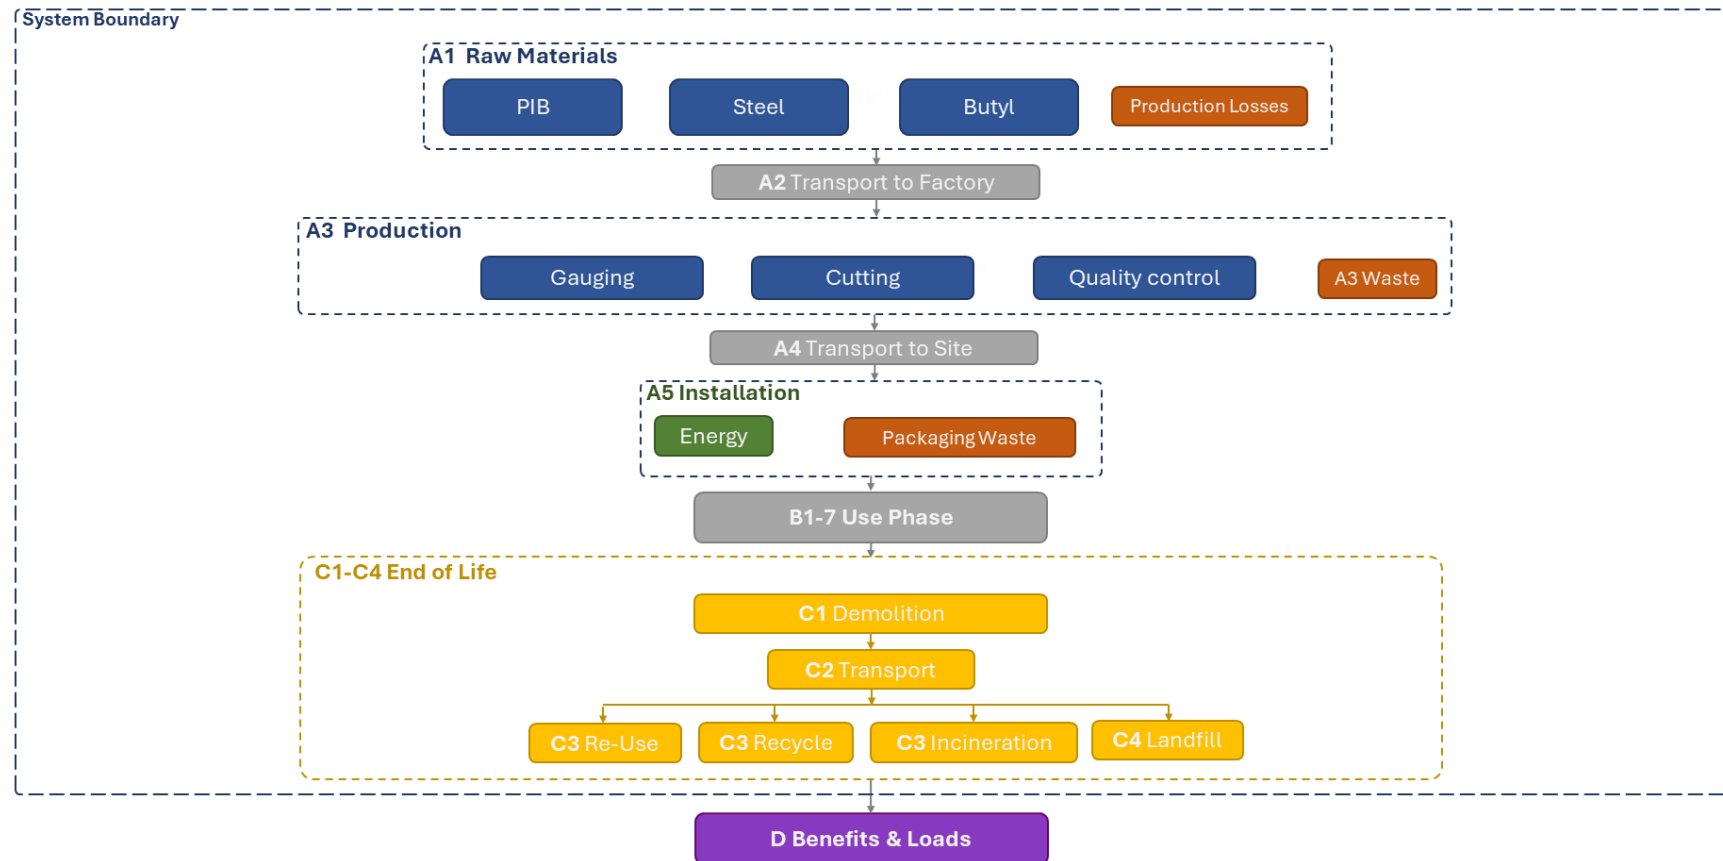 System Boundary
A1 Raw Materials
PIB
Steel
Butyl
Production Losses
A2 Transport to Factory
A3 Production
Gauging
Cutting
Quality control
A3 Waste
A4 Transport to Site
A5 Installation
Energy
Packaging Waste
B1-7 Use Phase
C1-C4 End of Life
C1 Demolition
C2 Transport
C3 Re-Use
C3 Recycle
C3 Incineration
C4 Landfill
D Benefits & Loads